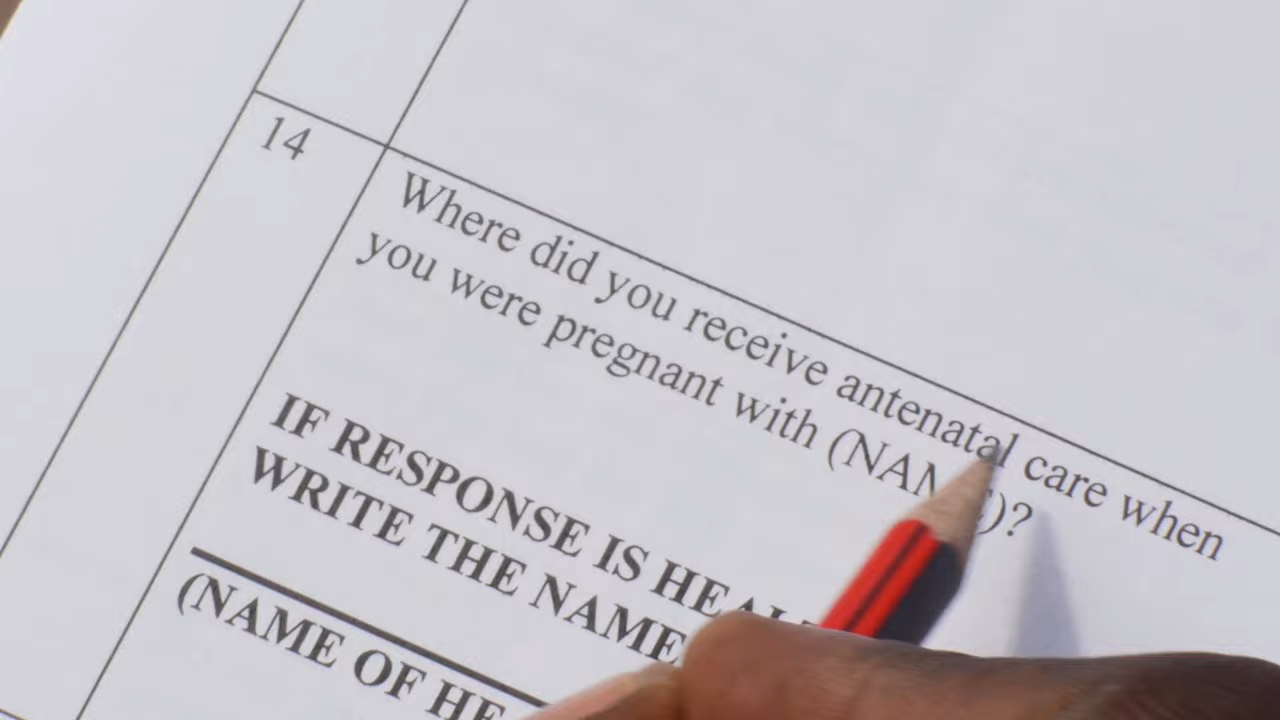 14
Where did you receive antenatal care when
you were pregnant with (NAME)?
IF RESPONSE IS
WRITE THE NAME
(NAME OF